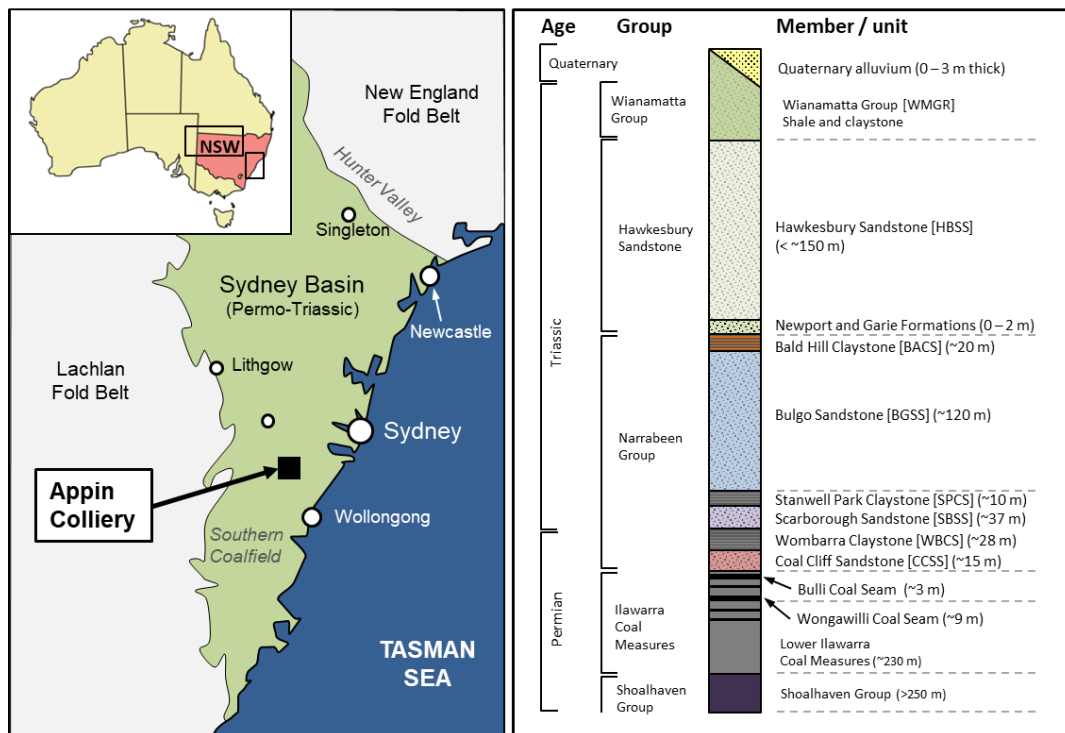 NSW
New England
Fold Belt
Hunter Valley
Singleton
Sydney Basin
(Permo-Triassic)
Newcastle
Lithgow
Lachlan
Fold Belt
Sydney
Appin
Colliery
Wollongong
Southern
Coalfield
TASMAN
SEA
Age Group Member / unit
Quaternary
Quaternary alluvium (0 – 3 m thick)
Wianamatta
Group
Wianamatta Group [WMGR]
Shale and claystone
Triassic
Hawkesbury
Sandstone
Hawkesbury Sandstone [HBSS]
(< ~150 m)
Newport and Garie Formations (0 – 2 m)
Bald Hill Claystone [BACS] (~20 m)
Narrabeen
Group
Bulgo Sandstone [BGSS] (~120 m)
Stanwell Park Claystone [SPCS] (~10 m)
Scarborough Sandstone [SBSS] (~37 m)
Wombarra Claystone [WBCS] (~28 m)
Coal Cliff Sandstone [CCSS] (~15 m)
Permian
Ilawarra
Coal
Measures
Bulli Coal Seam (~3 m)
Wongawilli Coal Seam (~9 m)
Lower Ilawarra
Coal Measures (~230 m)
Shoalhaven
Group
Shoalhaven Group (>250 m)